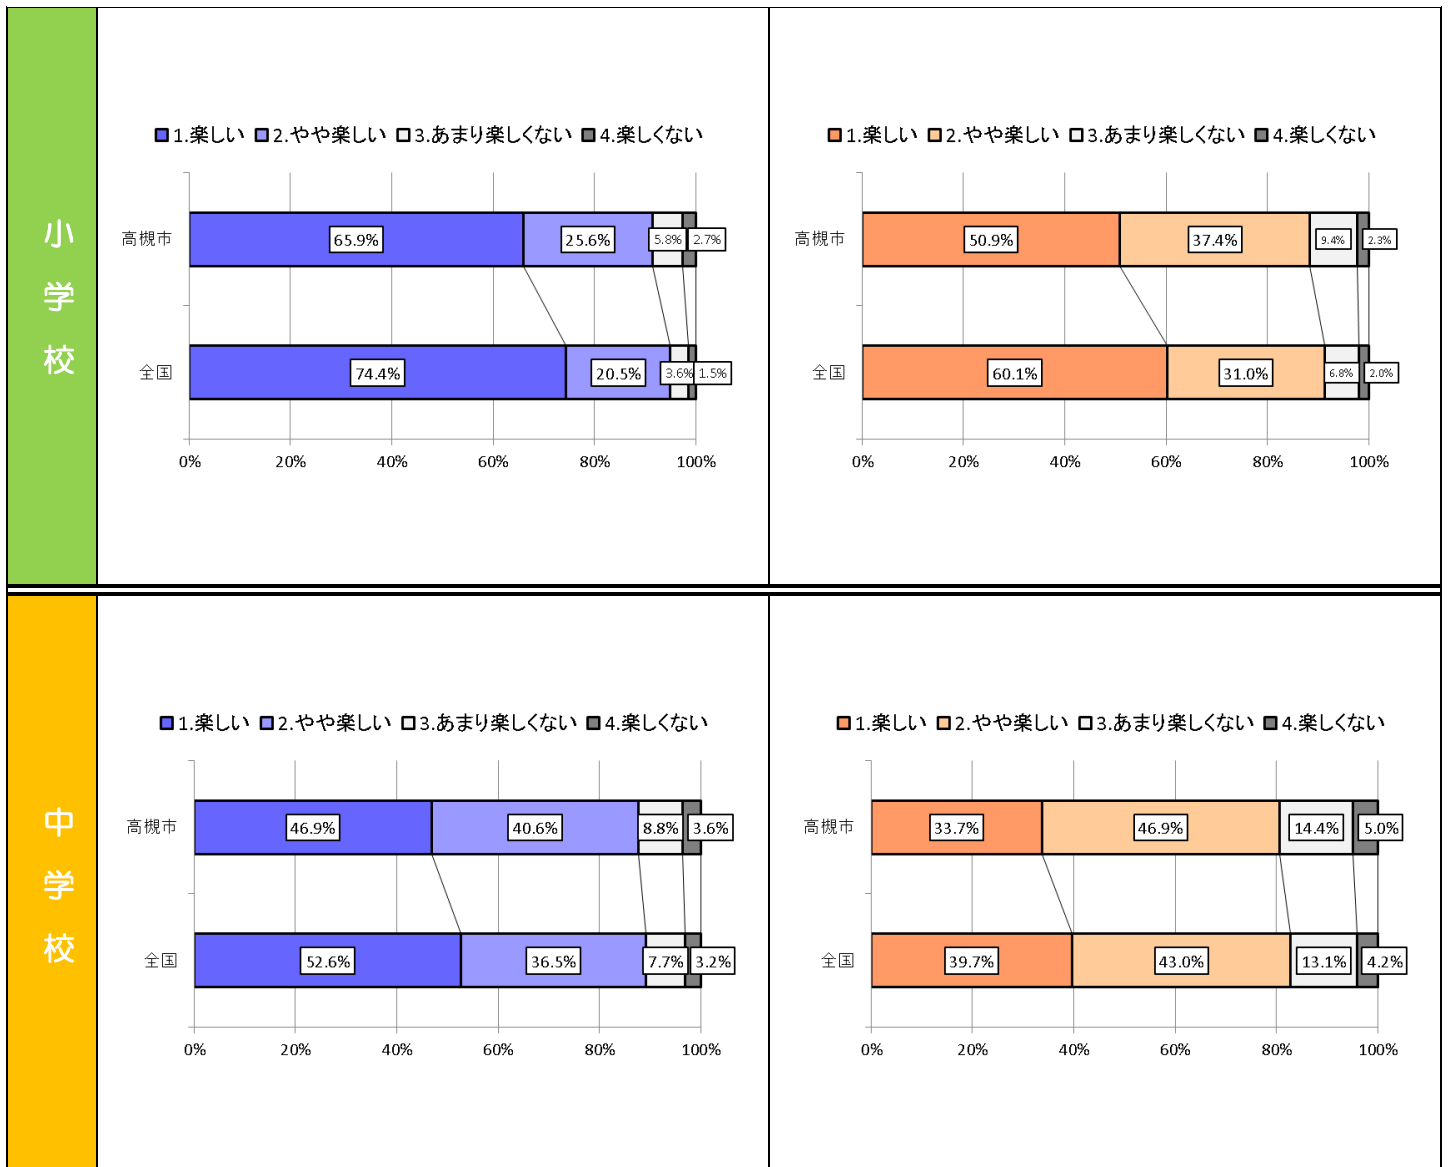 小学校
1.楽しい 2.やや楽しい 3.あまり楽しくない 4.楽しくない
高槻市 65.9% 25.6% 5.8% 2.7%
全国 74.4% 20.5% 3.6% 1.5%
0% 20% 40% 60% 80% 100%
1.楽しい 2.やや楽しい 3.あまり楽しくない 4.楽しくない
高槻市 50.9% 37.4% 9.4% 2.3%
全国 60.1% 31.0% 6.8% 2.0%
0% 20% 40% 60% 80% 100%
中学校
1.楽しい 2.やや楽しい 3.あまり楽しくない 4.楽しくない
高槻市 46.9% 40.6% 8.8% 3.6%
全国 52.6% 36.5% 7.7% 3.2%
0% 20% 40% 60% 80% 100%
1.楽しい 2.やや楽しい 3.あまり楽しくない 4.楽しくない
高槻市 33.7% 46.9% 14.4% 5.0%
全国 39.7% 43.0% 13.1% 4.2%
0% 20% 40% 60% 80% 100%